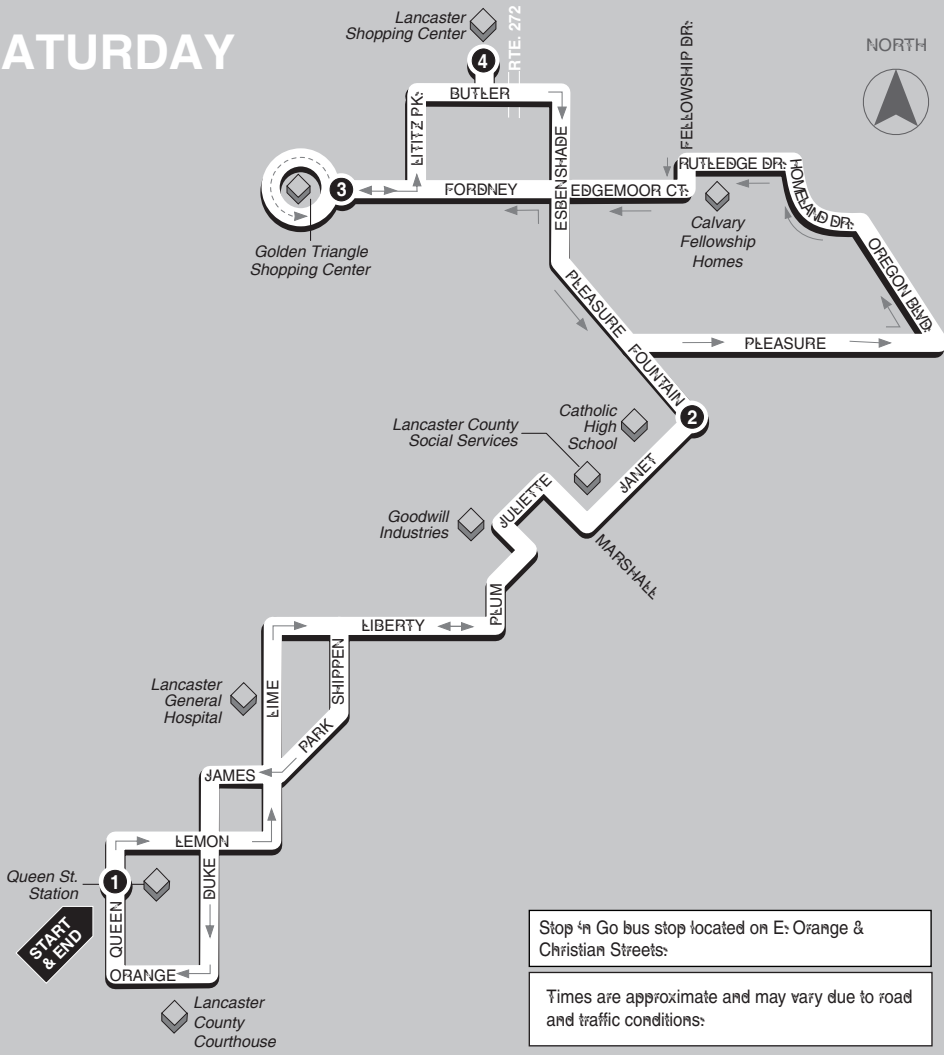 ATURDAY
Lancaster
Shopping Center
RTE. 272
4
FELLOWSHIP DR.
NORTH
BUTLER
LITITZ PK.
ESBENSHADE
RUTLEDGE DR.
HOMELAND DR.
3
FORDNEY
EDGEMOOR CT.
Calvary
Fellowship
Homes
Golden Triangle
Shopping Center
OREGON BLVD.
PLEASURE
PLEASURE
FOUNTAIN
2
Catholic
High
School
Lancaster County
Social Services
JANET
JULIETTE
Goodwill
Industries
MARSHALL
PLUM
LIBERTY
SHIPPEN
LIME
Lancaster
General
Hospital
PARK
JAMES
LEMON
DUKE
Queen St.
Station
1
QUEEN
START
& END
ORANGE
Lancaster
County
Courthouse
Stop 'n Go bus stop located on E. Orange &
Christian Streets.
Times are approximate and may vary due to road
and traffic conditions.